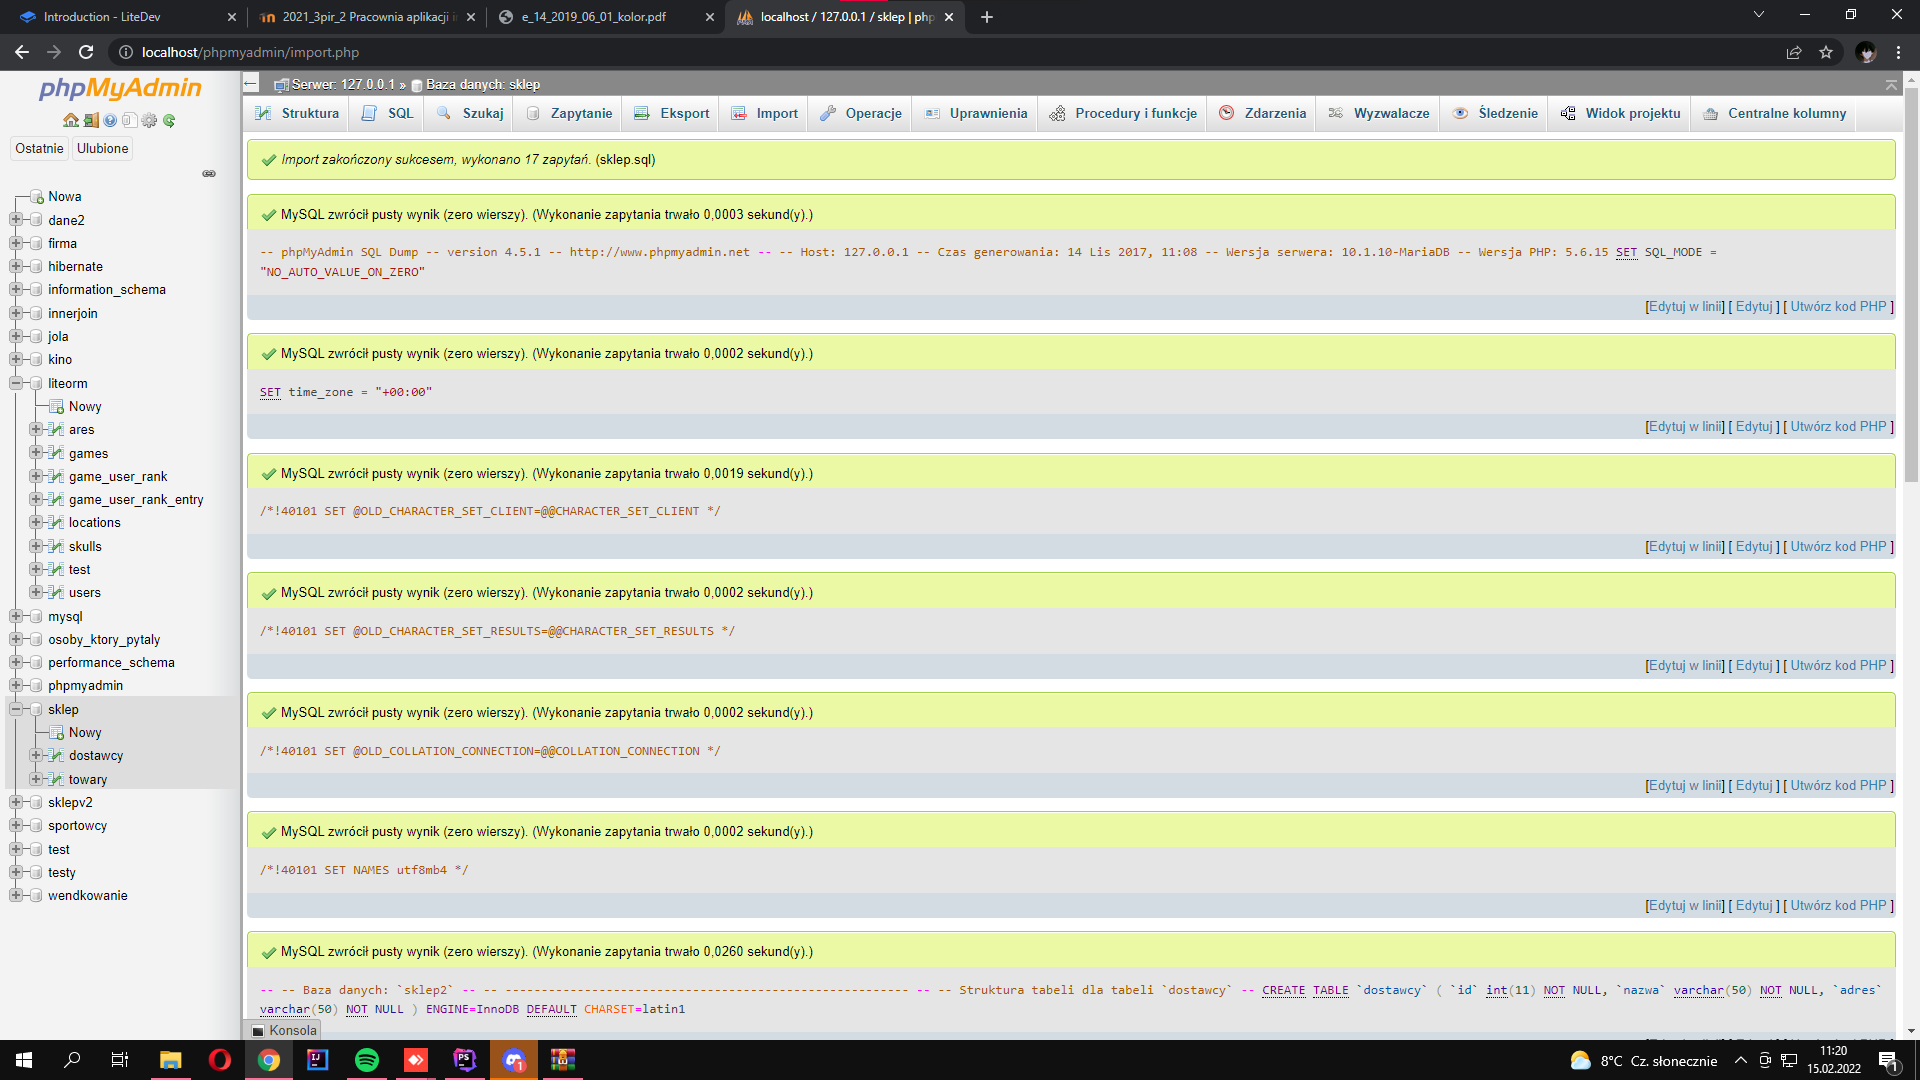 Introduction - LiteDev
2021_3pir_2 Pracownia aplikacji in
e_14_2019_06_01_kolor.pdf
localhost / 127.0.0.1 / sklep | php
localhost/phpmyadmin/import.php
phpMyAdmin
Ostatnie Ulubione
Nowa
dane2
firma
hibernate
information_schema
innerjoin
jola
kino
liteorm
Nowy
ares
games
game_user_rank
game_user_rank_entry
locations
skulls
test
users
mysql
osoby_ktory_pytaly
performance_schema
phpmyadmin
sklep
Nowy
dostawcy
towary
sklepv2
sportowcy
test
testy
wendkowanie
Serwer: 127.0.0.1 » Baza danych: sklep
Struktura SQL Szukaj Zapytanie Eksport Import Operacje Uprawnienia Procedury i funkcje Zdarzenia Wyzwalacze Śledzenie Widok projektu Centralne kolumny
Import zakończony sukcesem, wykonano 17 zapytań. (sklep.sql)
MySQL zwrócił pusty wynik (zero wierszy). (Wykonanie zapytania trwało 0,0003 sekund(y).)
-- phpMyAdmin SQL Dump -- version 4.5.1 -- http://www.phpmyadmin.net -- -- Host: 127.0.0.1 -- Czas generowania: 14 Lis 2017, 11:08 -- Wersja serwera: 10.1.10-MariaDB -- Wersja PHP: 5.6.15 SET SQL_MODE =
"NO_AUTO_VALUE_ON_ZERO"
[Edytuj w linii] [ Edytuj ] [ Utwórz kod PHP ]
MySQL zwrócił pusty wynik (zero wierszy). (Wykonanie zapytania trwało 0,0002 sekund(y).)
SET time_zone = "+00:00"
[Edytuj w linii] [ Edytuj ] [ Utwórz kod PHP ]
MySQL zwrócił pusty wynik (zero wierszy). (Wykonanie zapytania trwało 0,0019 sekund(y).)
/*!40101 SET @OLD_CHARACTER_SET_CLIENT=@@CHARACTER_SET_CLIENT */
[Edytuj w linii] [ Edytuj ] [ Utwórz kod PHP ]
MySQL zwrócił pusty wynik (zero wierszy). (Wykonanie zapytania trwało 0,0002 sekund(y).)
/*!40101 SET @OLD_CHARACTER_SET_RESULTS=@@CHARACTER_SET_RESULTS */
[Edytuj w linii] [ Edytuj ] [ Utwórz kod PHP ]
MySQL zwrócił pusty wynik (zero wierszy). (Wykonanie zapytania trwało 0,0002 sekund(y).)
/*!40101 SET @OLD_COLLATION_CONNECTION=@@COLLATION_CONNECTION */
[Edytuj w linii] [ Edytuj ] [ Utwórz kod PHP ]
MySQL zwrócił pusty wynik (zero wierszy). (Wykonanie zapytania trwało 0,0002 sekund(y).)
/*!40101 SET NAMES utf8mb4 */
[Edytuj w linii] [ Edytuj ] [ Utwórz kod PHP ]
MySQL zwrócił pusty wynik (zero wierszy). (Wykonanie zapytania trwało 0,0260 sekund(y).)
-- -- Baza danych: `sklep2` -- -- -------------------------------------------------------- -- -- Struktura tabeli dla tabeli `dostawcy` -- CREATE TABLE `dostawcy` ( `id` int(11) NOT NULL, `nazwa` varchar(50) NOT NULL, `adres`
varchar(50) NOT NULL ) ENGINE=InnoDB DEFAULT CHARSET=latin1
Konsola
8°C Cz. słonecznie
11:20
15.02.2022
1
1